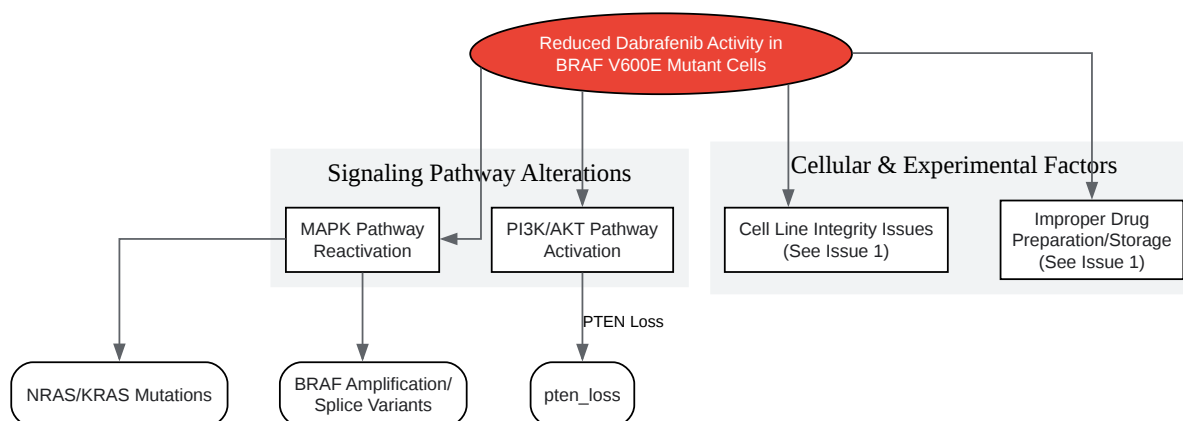 Reduced Dabrafenib Activity in
BRAF V600E Mutant Cells
Signaling Pathway Alterations
Cellular & Experimental Factors
MAPK Pathway
Reactivation
PI3K/AKT Pathway
Activation
Cell Line Integrity Issues
(See Issue 1)
Improper Drug
Preparation/Storage
(See Issue 1)
PTEN Loss
NRAS/KRAS Mutations
BRAF Amplification/
Splice Variants
pten_loss